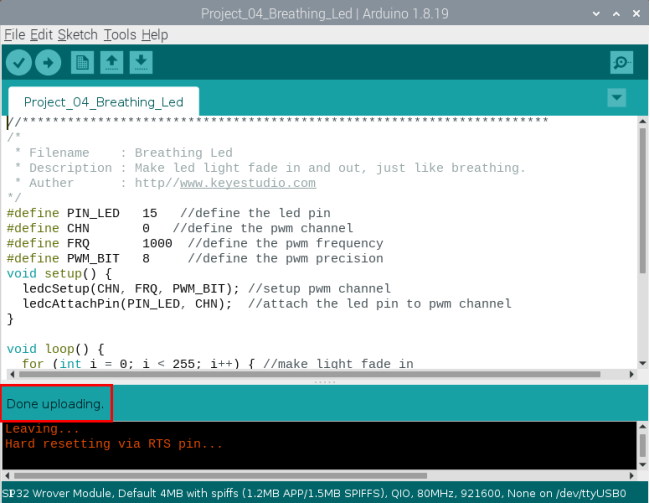 Project_04_Breathing_Led | Arduino 1.8.19
File Edit Sketch Tools Help
Project_04_Breathing_Led
//**********************************************************************
/*
 * Filename    : Breathing Led
 * Description : Make led light fade in and out, just like breathing.
 * Auther      : http//www.keyestudio.com
*/
#define PIN_LED   15   //define the led pin
#define CHN       0   //define the pwm channel
#define FRQ       1000  //define the pwm frequency
#define PWM_BIT   8     //define the pwm precision
void setup() {
  ledcSetup(CHN, FRQ, PWM_BIT); //setup pwm channel
  ledcAttachPin(PIN_LED, CHN);  //attach the led pin to pwm channel
}
void loop() {
  for (int i = 0; i < 255; i++) { //make light fade in
Done uploading.
Leaving...
Hard resetting via RTS pin...
P32 Wrover Module, Default 4MB with spiffs (1.2MB APP/1.5MB SPIFFS), QIO, 80MHz, 921600, None on /dev/ttyUSB0